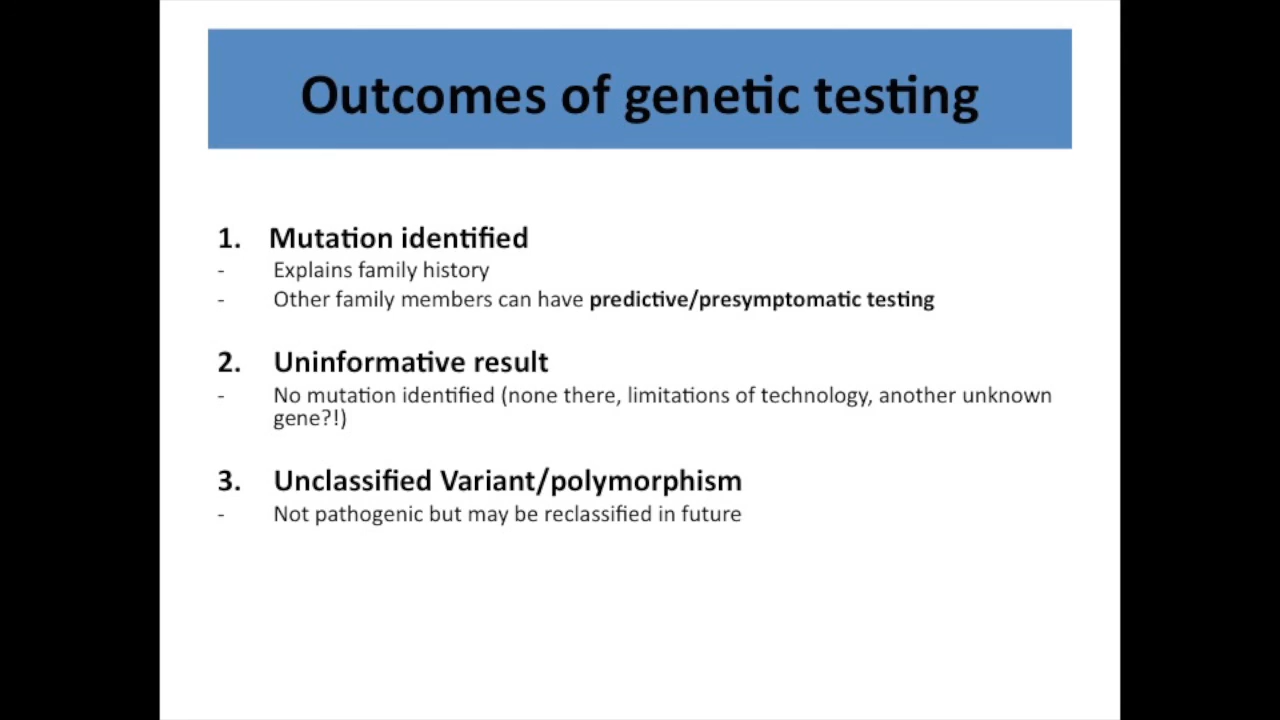 Outcomes of genetic testing
1. Mutation identified
- Explains family history
- Other family members can have predictive/presymptomatic testing
2. Uninformative result
- No mutation identified (none there, limitations of technology, another unknown
gene?!)
3. Unclassified Variant/polymorphism
- Not pathogenic but may be reclassified in future